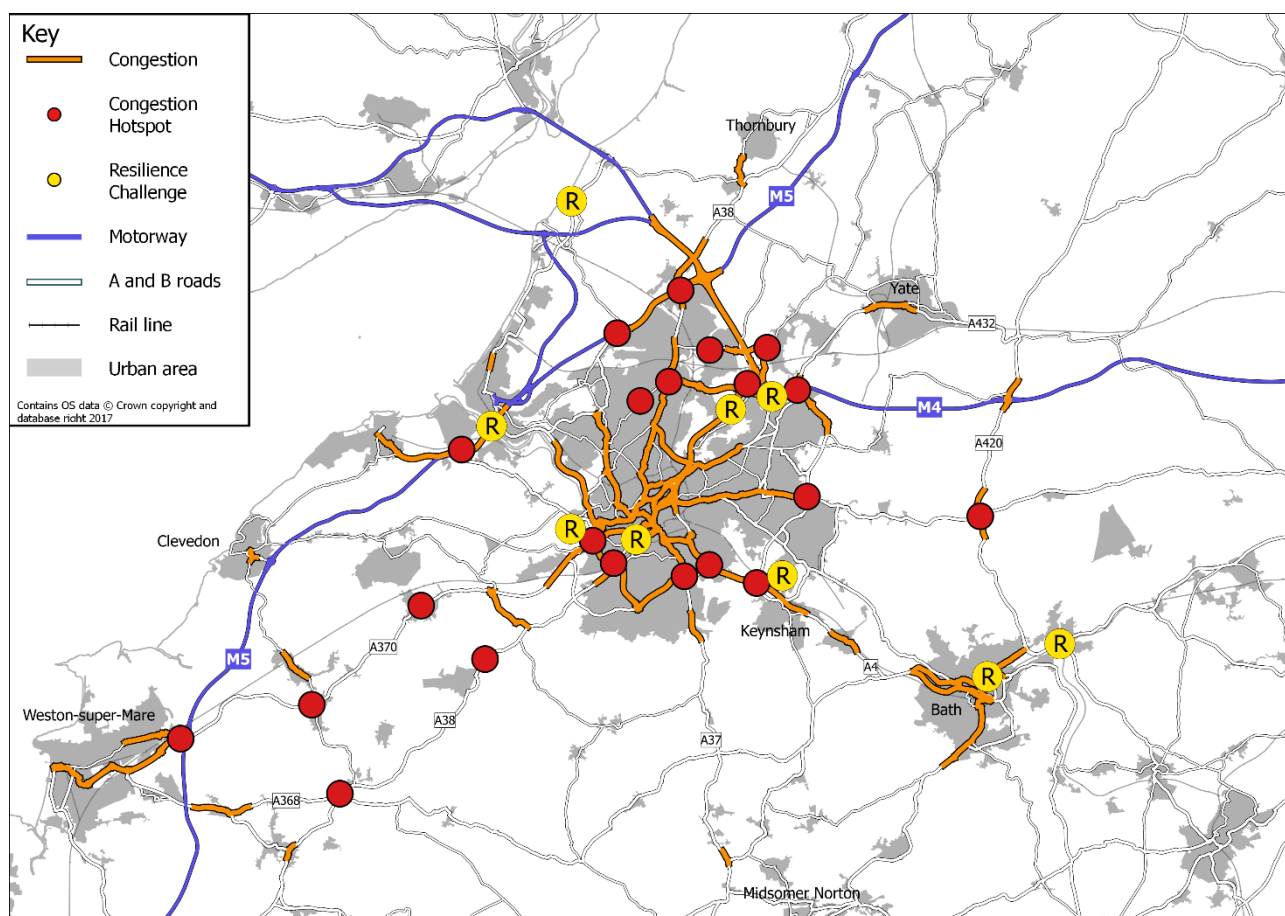 Key
Congestion
Congestion
Hotspot
Resilience
Challenge
Motorway
A and B roads
Rail line
Urban area
Contains OS data © Crown copyright and
database richt 2017
Thornbury
M5
R
A38
Yate
A432
R
R
M4
R
A420
R
R
Clevedon
R
Keynsham
A370
M5
A4
R
R
Weston-super-Mare
Bath
A38
A37
A368
Midsomer Norton